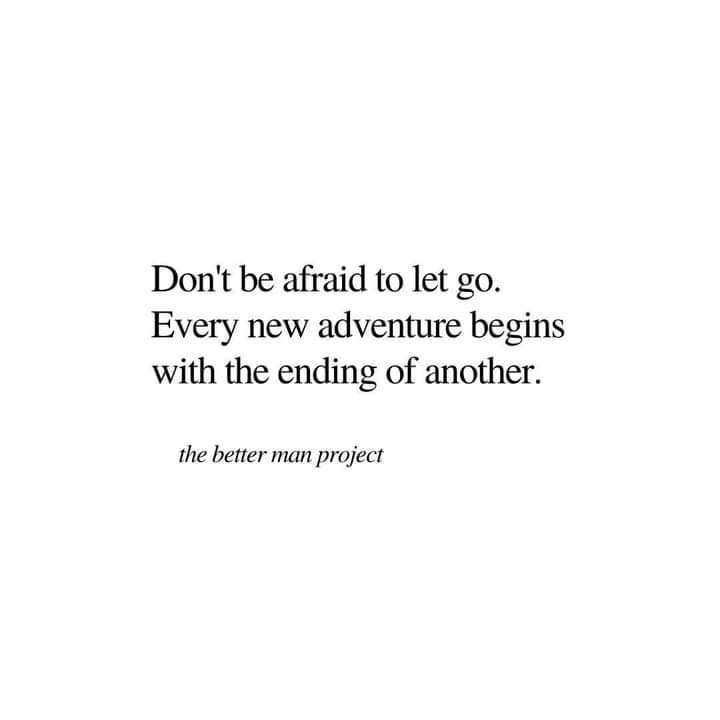 Don't be afraid to let go.
Every new adventure begins
with the ending of another.
the better man project